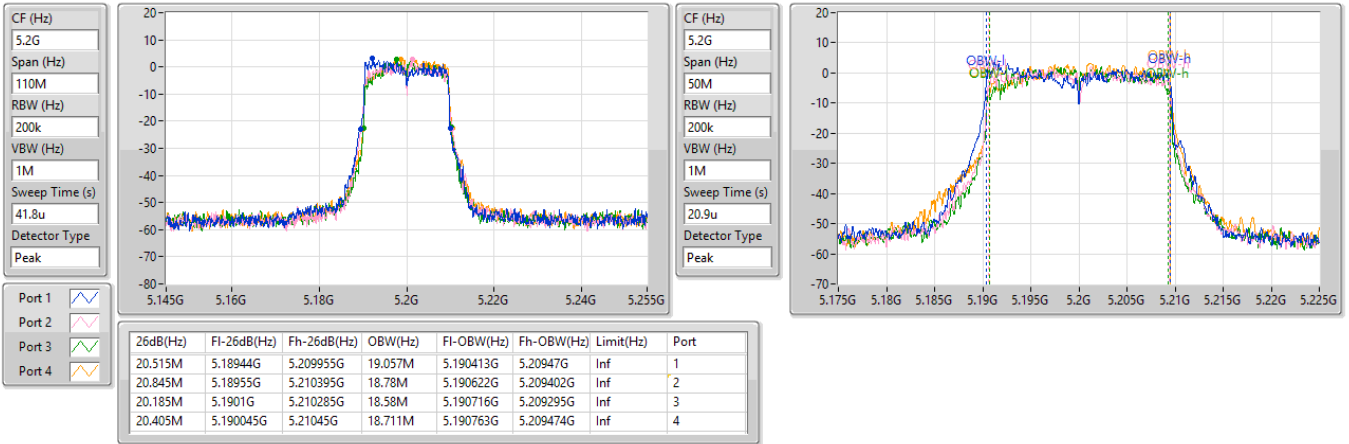 CF (Hz)
5.2G
Span (Hz)
110M
RBW (Hz)
200k
VBW (Hz)
1M
Sweep Time (s)
41.8u
Detector Type
Peak
20
10
0
-10
-20
-30
-40
-50
-60
-70
-80
5.145G 5.16G 5.18G 5.2G 5.22G 5.24G 5.255G
CF (Hz)
5.2G
Span (Hz)
50M
RBW (Hz)
200k
VBW (Hz)
1M
Sweep Time (s)
20.9u
Detector Type
Peak
20
10
0
-10
-20
-30
-40
-50
-60
-70
OBW-l OBW-h
OBW-h
5.175G 5.18G 5.185G 5.19G 5.195G 5.2G 5.205G 5.21G 5.215G 5.22G 5.225G
Port 1
Port 2
Port 3
Port 4
26dB(Hz) Fl-26dB(Hz) Fh-26dB(Hz) OBW(Hz) Fl-OBW(Hz) Fh-OBW(Hz) Limit(Hz) Port
20.515M 5.18944G 5.209955G 19.057M 5.190413G 5.20947G Inf 1
20.845M 5.18955G 5.210395G 18.78M 5.190622G 5.209402G Inf 2
20.185M 5.1901G 5.210285G 18.58M 5.190716G 5.209295G Inf 3
20.405M 5.190045G 5.21045G 18.711M 5.190763G 5.209474G Inf 4